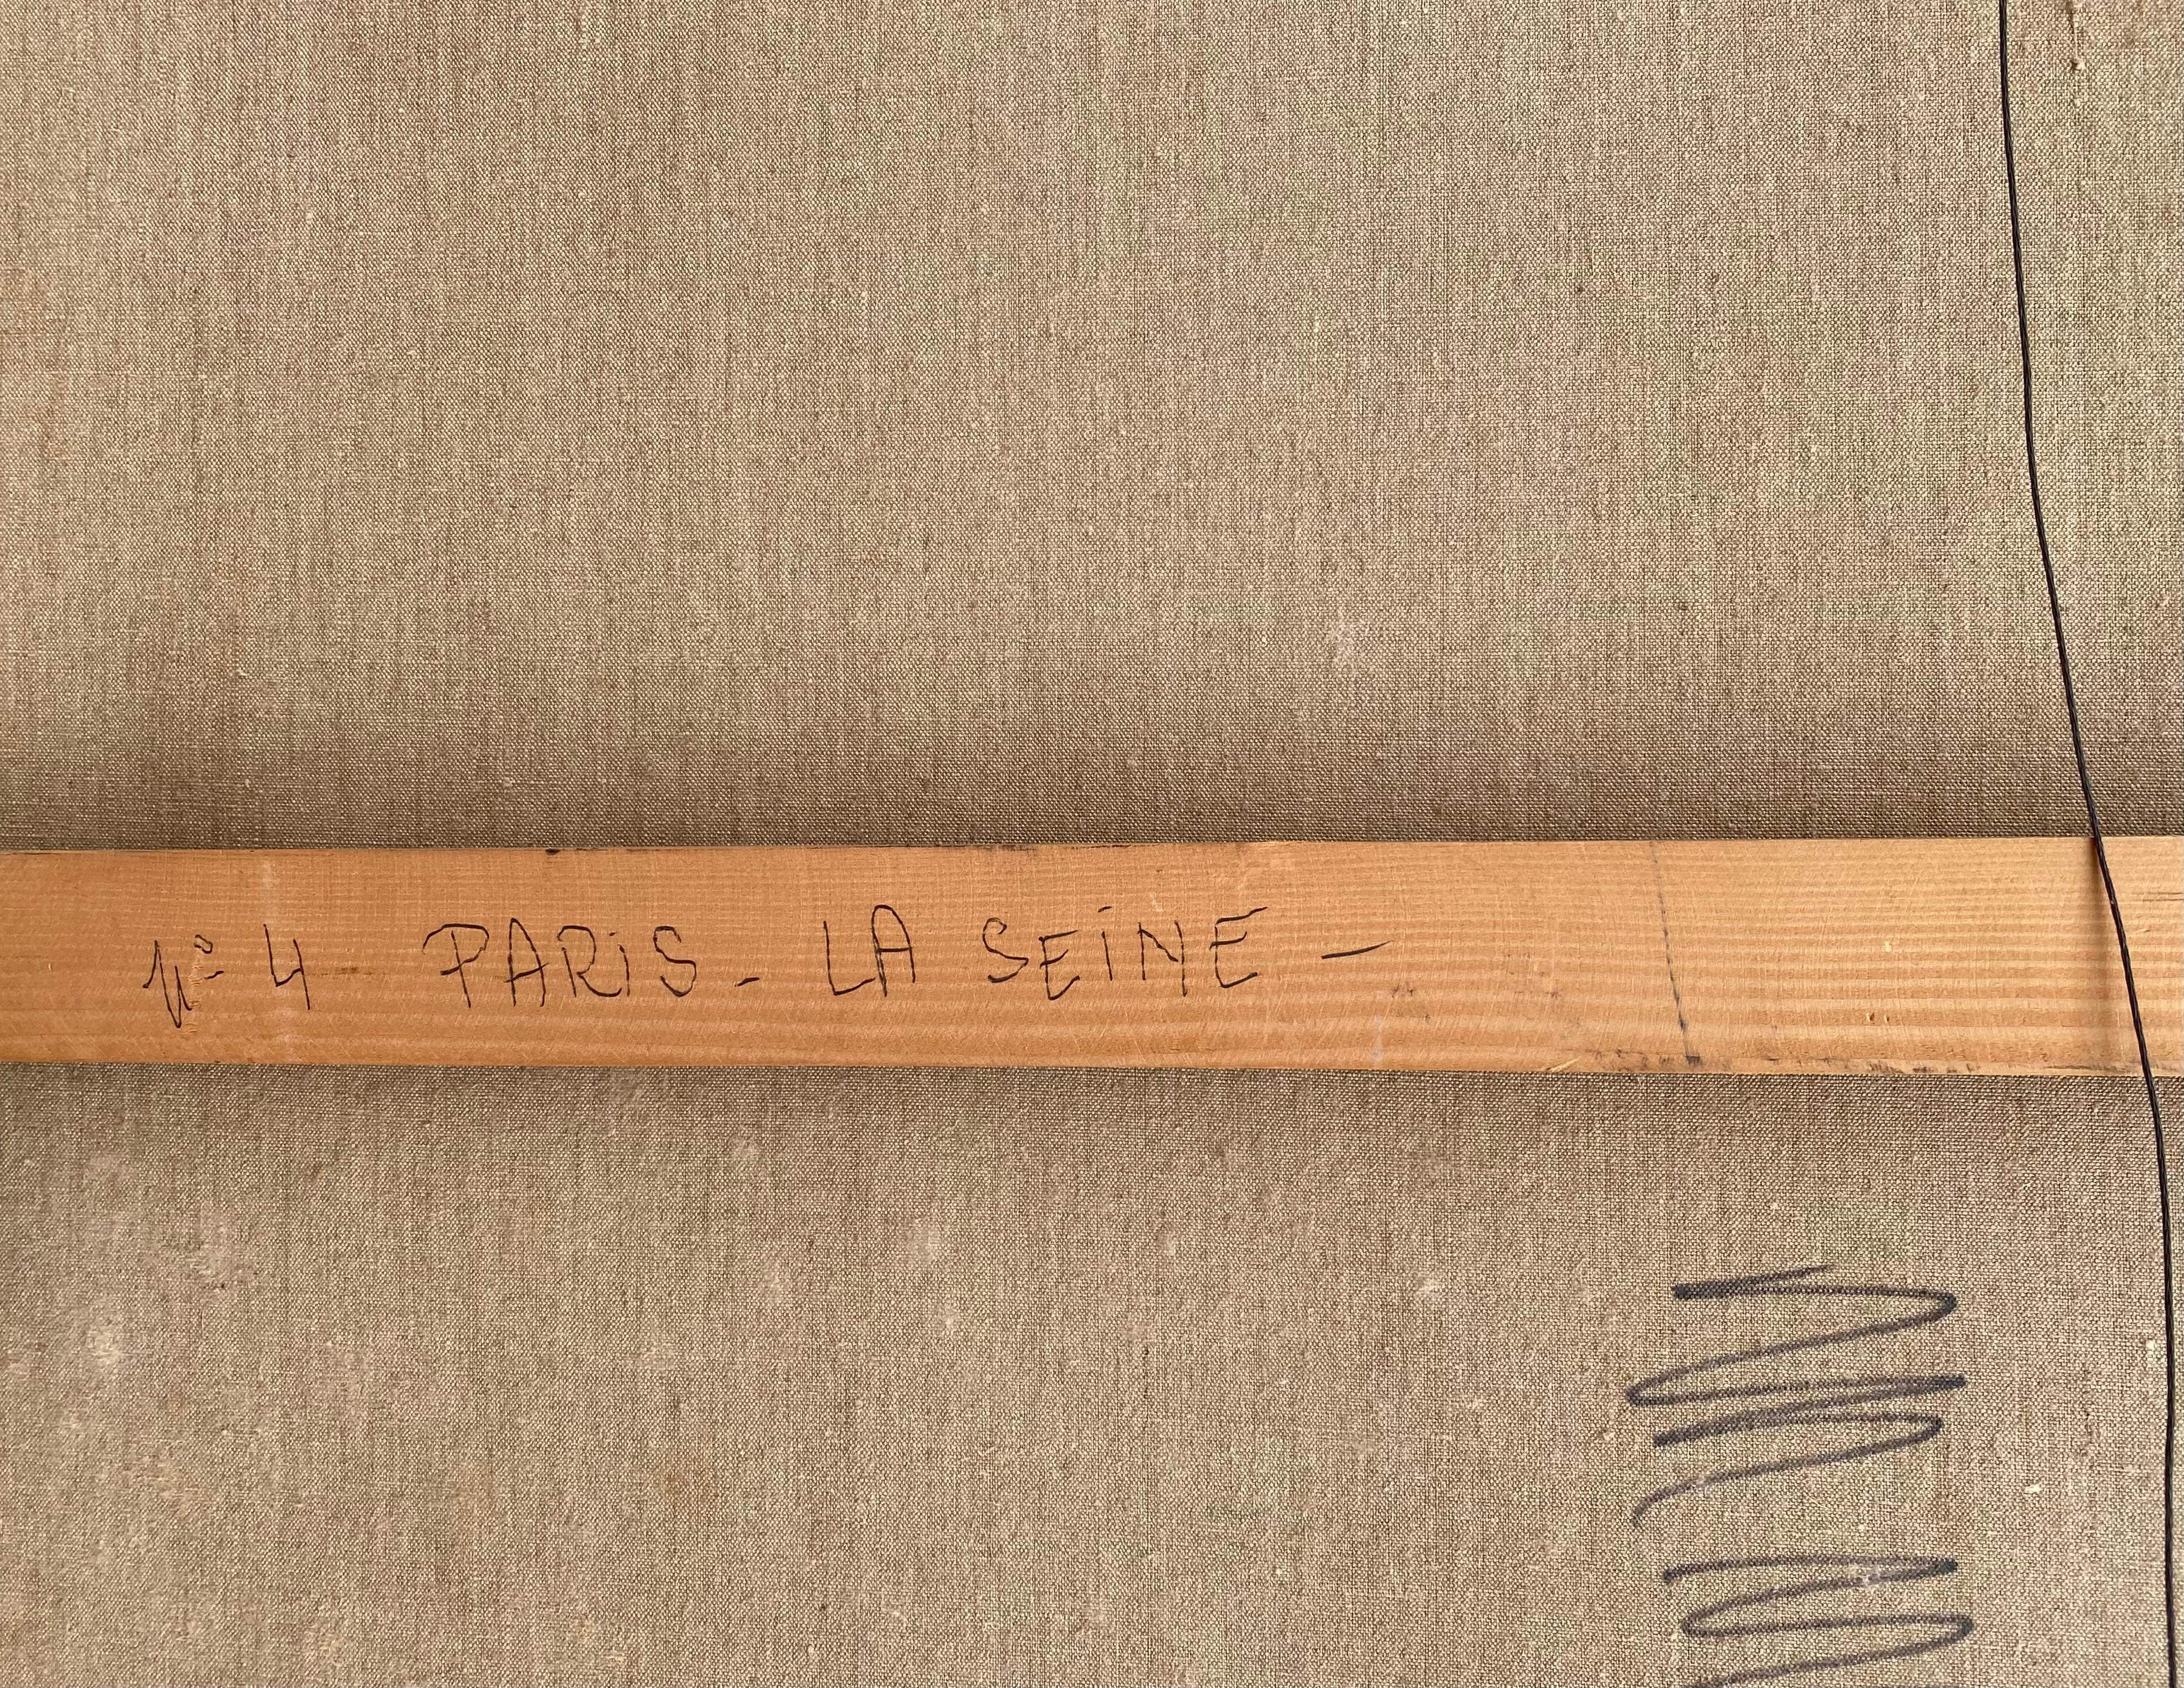 N° 4 - PARiS - LA SEiNE -